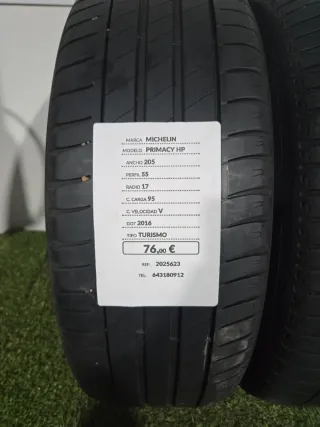 MARCA: MICHELIN
MODELO: PRIMACY HP
ANCHO 205
PERFIL 55
RADIO 17
C. CARGA 95
C. VELOCIDAD V
DOT 2016
TIPO TURISMO
76,00 €
REF: 2025623
TEL: 643180912